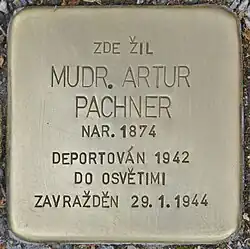 ZDE ŽIL
MUDR. ARTUR
PACHNER
NAR. 1874
DEPORTOVÁN 1942
DO OSVĚTIMI
ZAVRAŽDĚN 29.1.1944